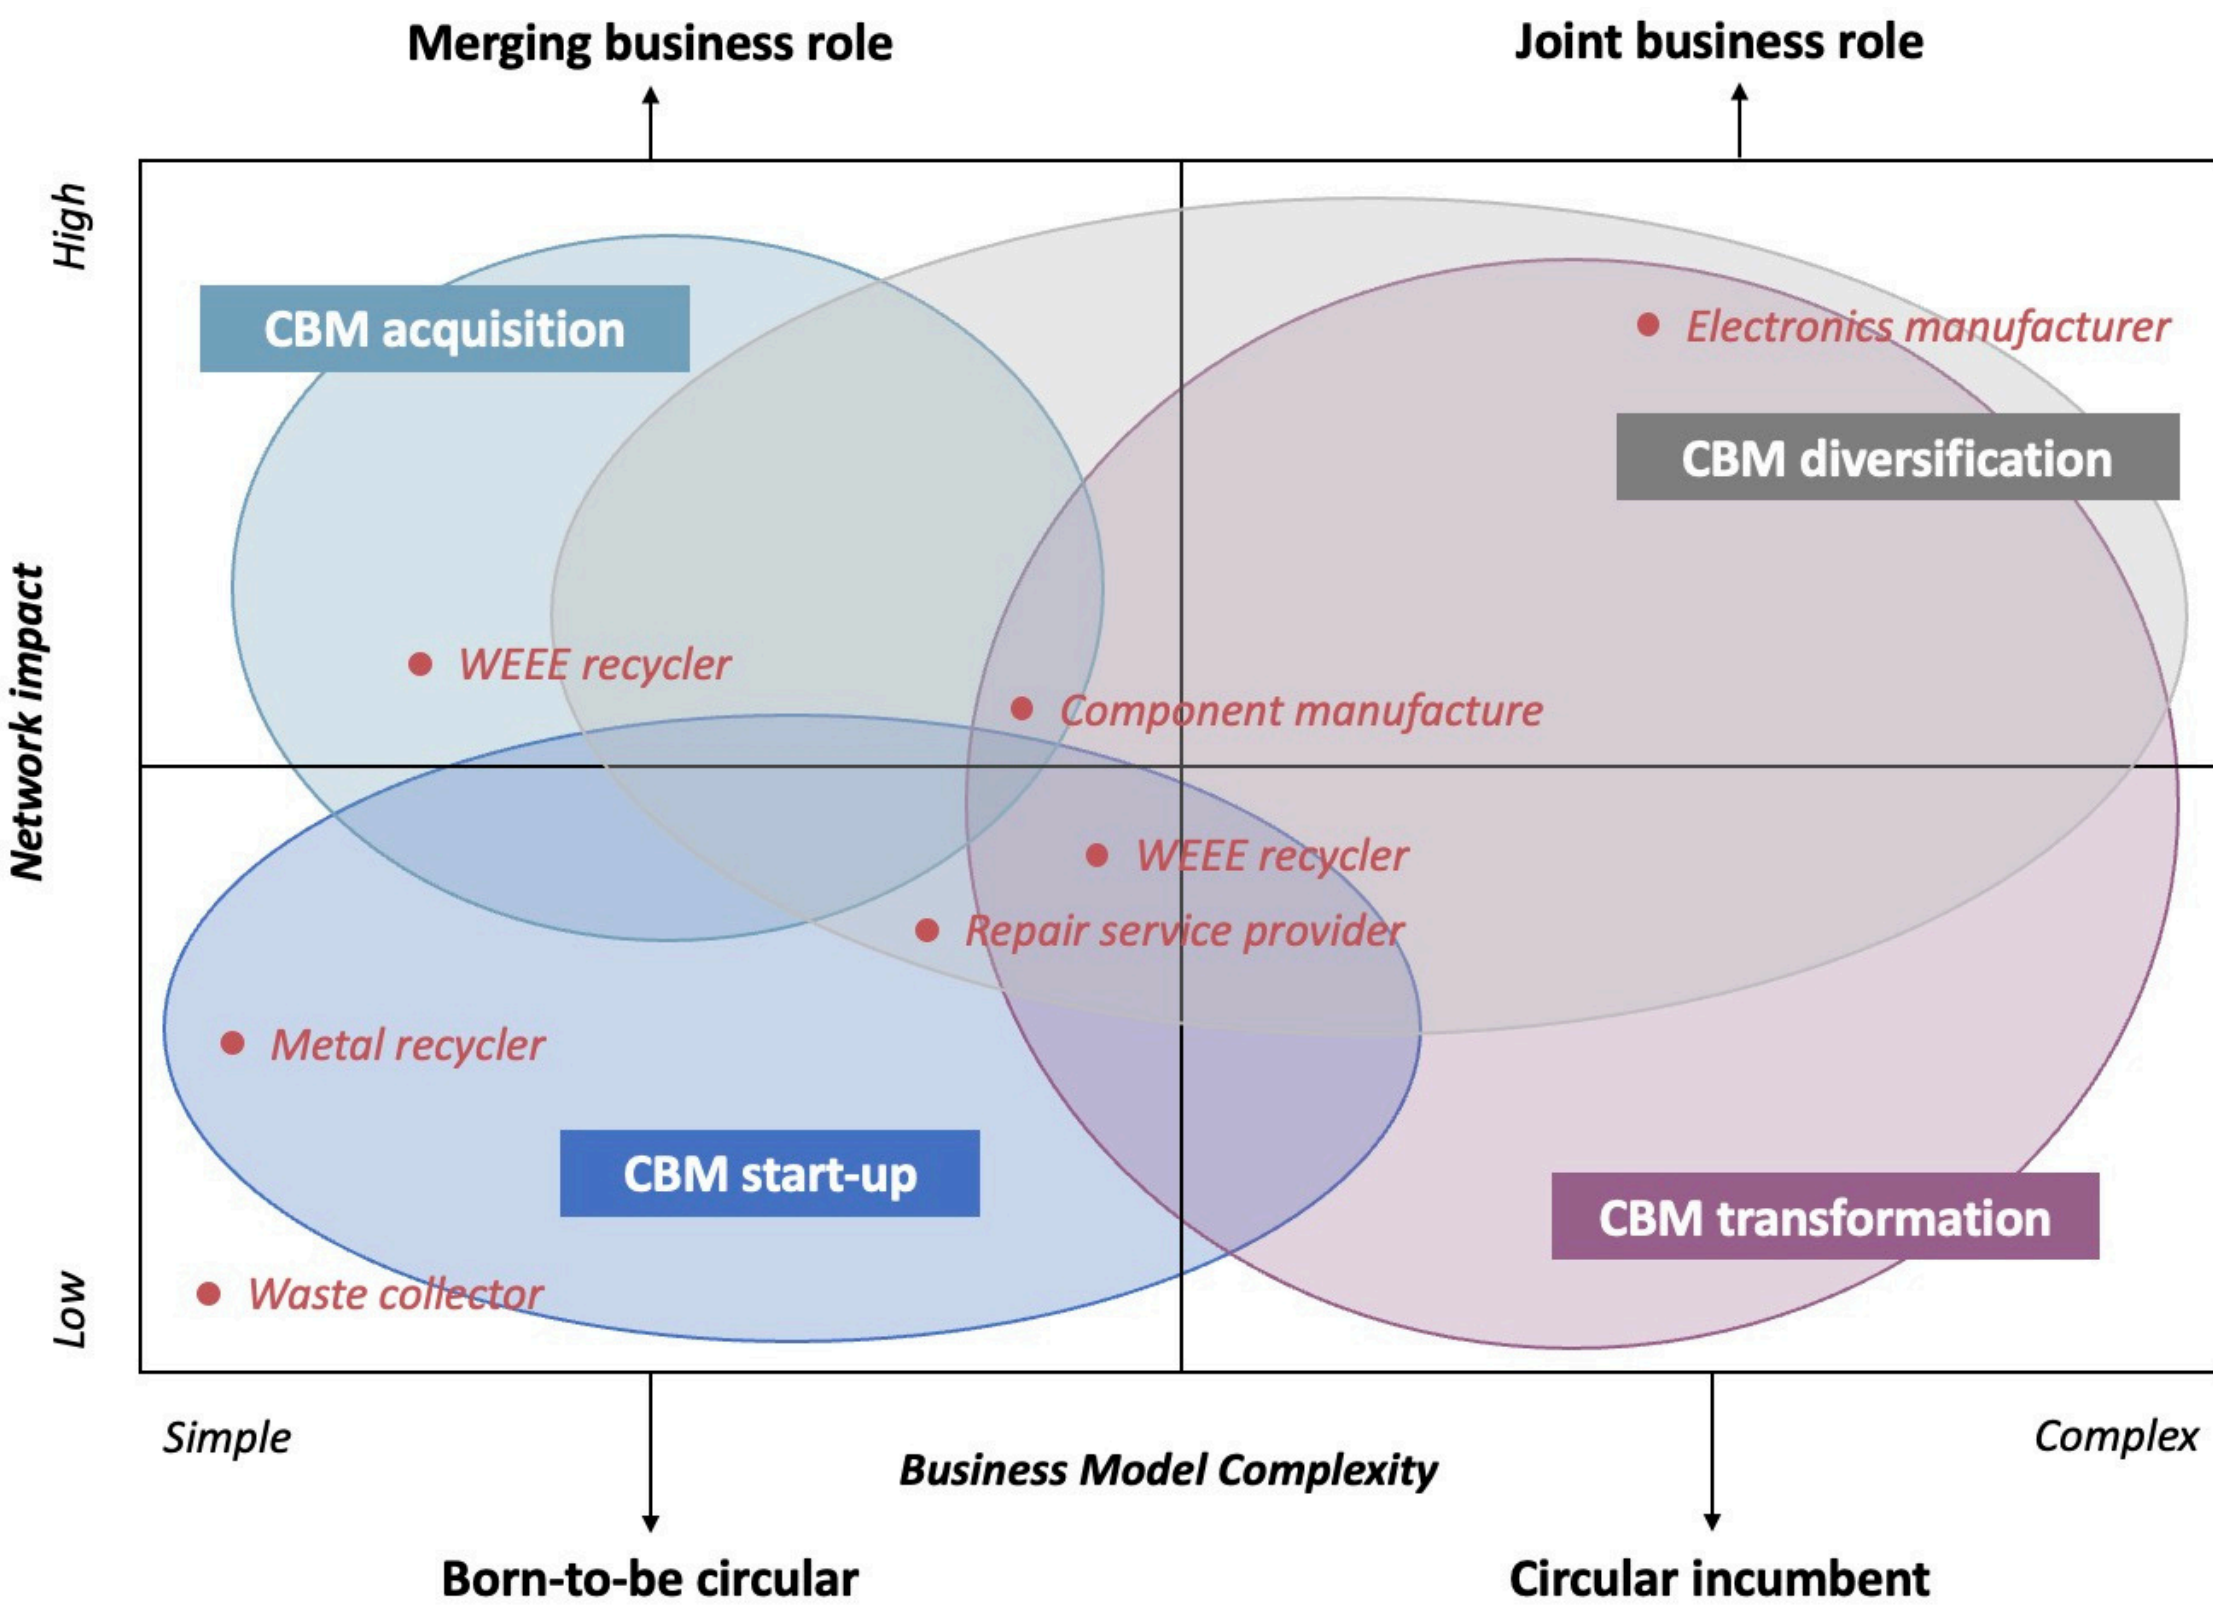 Merging business role
Joint business role
High
CBM acquisition
Electronics manufacturer
CBM diversification
Network impact
WEEE recycler
Component manufacture
WEEE recycler
Repair service provider
Metal recycler
CBM start-up
CBM transformation
Low
Waste collector
Simple
Business Model Complexity
Complex
Born-to-be circular
Circular incumbent